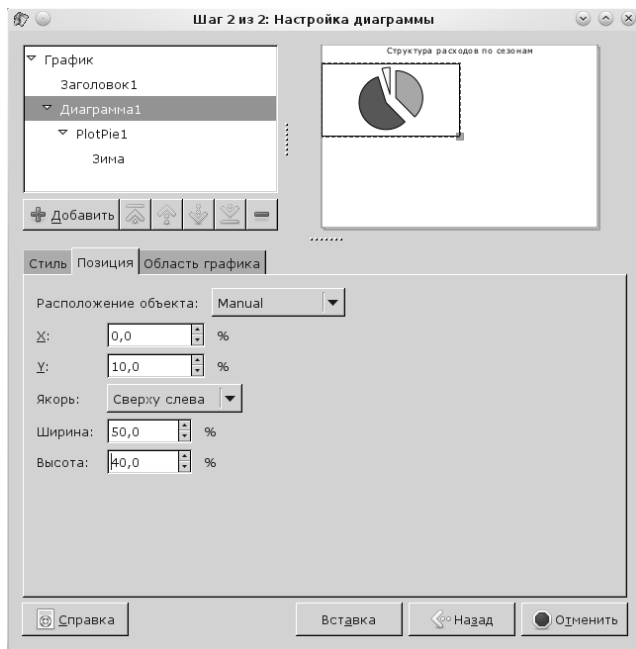 Шаг 2 из 2: Настройка диаграммы
График
Заголовок1
Диаграмма1
PlotPie1
Зима
Добавить
Структура расходов по сезонам
Стиль Позиция Область графика
Расположение объекта: Manual
X: 0,0 %
Y: 10,0 %
Якорь: Сверху слева
Ширина: 50,0 %
Высота: 40,0 %
Справка Вставка Назад Отменить